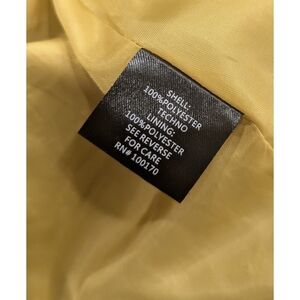 SHELL:
100%POLYESTER
TECHNO
LINING:
100%POLYESTER
SEE REVERSE
FOR CARE
RN# 100170